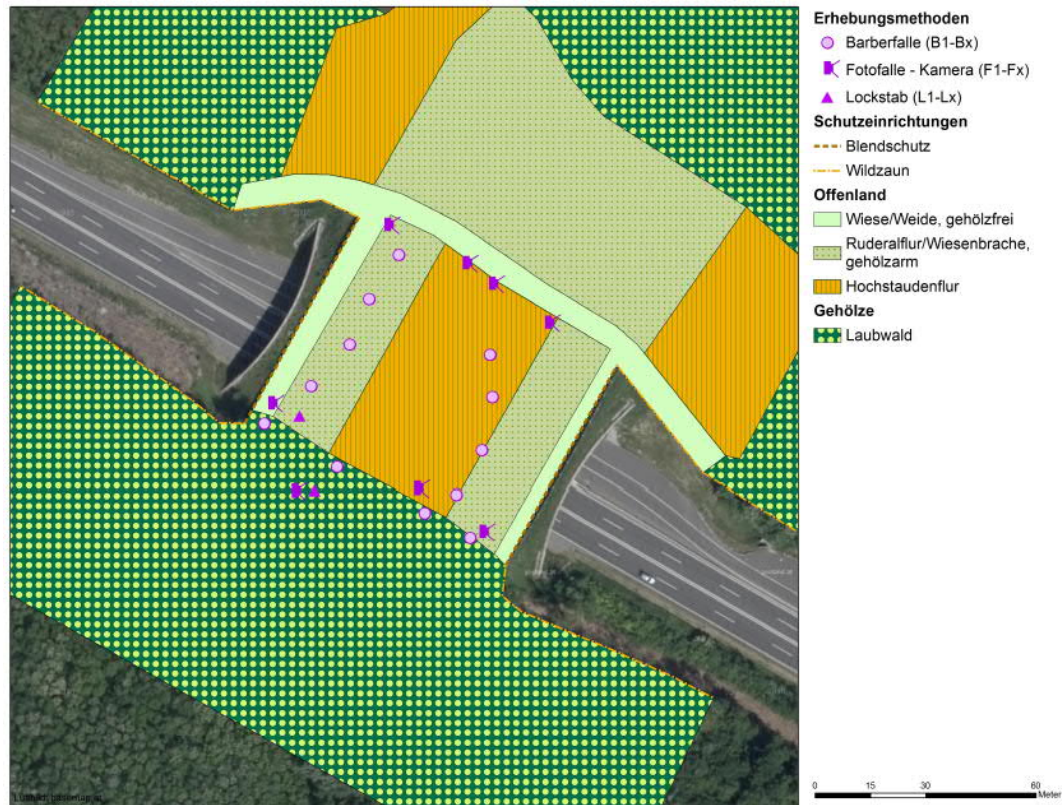 Erhebungsmethoden
Barberfalle (B1-Bx)
Fotofalle - Kamera (F1-Fx)
Lockstab (L1-Lx)
Schutzeinrichtungen
Blendschutz
Wildzaun
Offenland
Wiese/Weide, gehölzfrei
Ruderalflur/Wiesenbrache,
gehölzarm
Hochstaudenflur
Gehölze
Laubwald
0 15 30 60
Meter